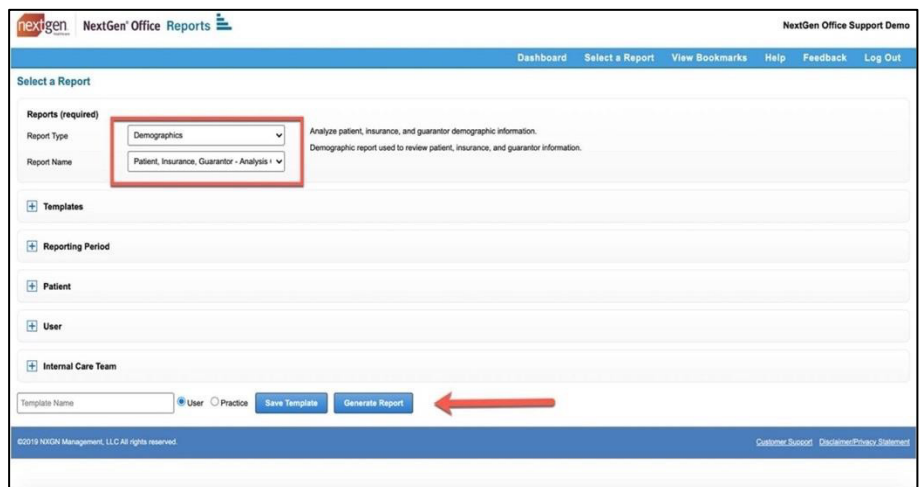 nextgen healthcare NextGen® Office Reports NextGen Office Support Demo
Dashboard Select a Report View Bookmarks Help Feedback Log Out
Select a Report
Reports (required)
Report Type Demographics Analyze patient, insurance, and guarantor demographic information.
Demographic report used to review patient, insurance, and guarantor information.
Report Name Patient, Insurance, Guarantor - Analysis
Templates
Reporting Period
Patient
User
Internal Care Team
Template Name User Practice Save Template Generate Report
©2019 NXGN Management, LLC All rights reserved. Customer Support Disclaimer/Privacy Statement